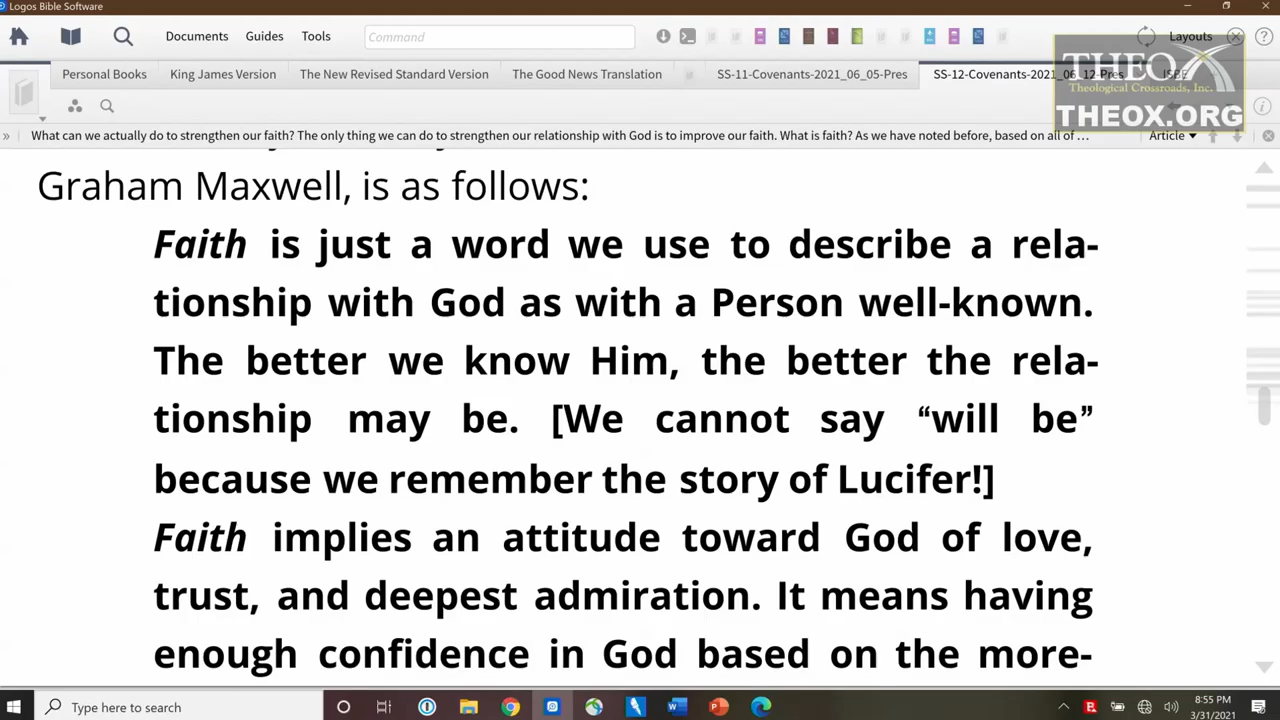 Logos Bible Software
Documents Guides Tools Command Layouts
Personal Books King James Version The New Revised Standard Version The Good News Translation SS-11-Covenants-2021_06_05-Pres SS-12-Covenants-2021_06_12-Pres ISBE
THEOX
Theological Crossroads, Inc.
THEOX.ORG
» What can we actually do to strengthen our faith? The only thing we can do to strengthen our relationship with God is to improve our faith. What is faith? As we have noted before, based on all of ... Article
Graham Maxwell, is as follows:
Faith is just a word we use to describe a rela-
tionship with God as with a Person well-known.
The better we know Him, the better the rela-
tionship may be. [We cannot say “will be”
because we remember the story of Lucifer!]
Faith implies an attitude toward God of love,
trust, and deepest admiration. It means having
enough confidence in God based on the more-
Type here to search
8:55 PM
3/31/2021